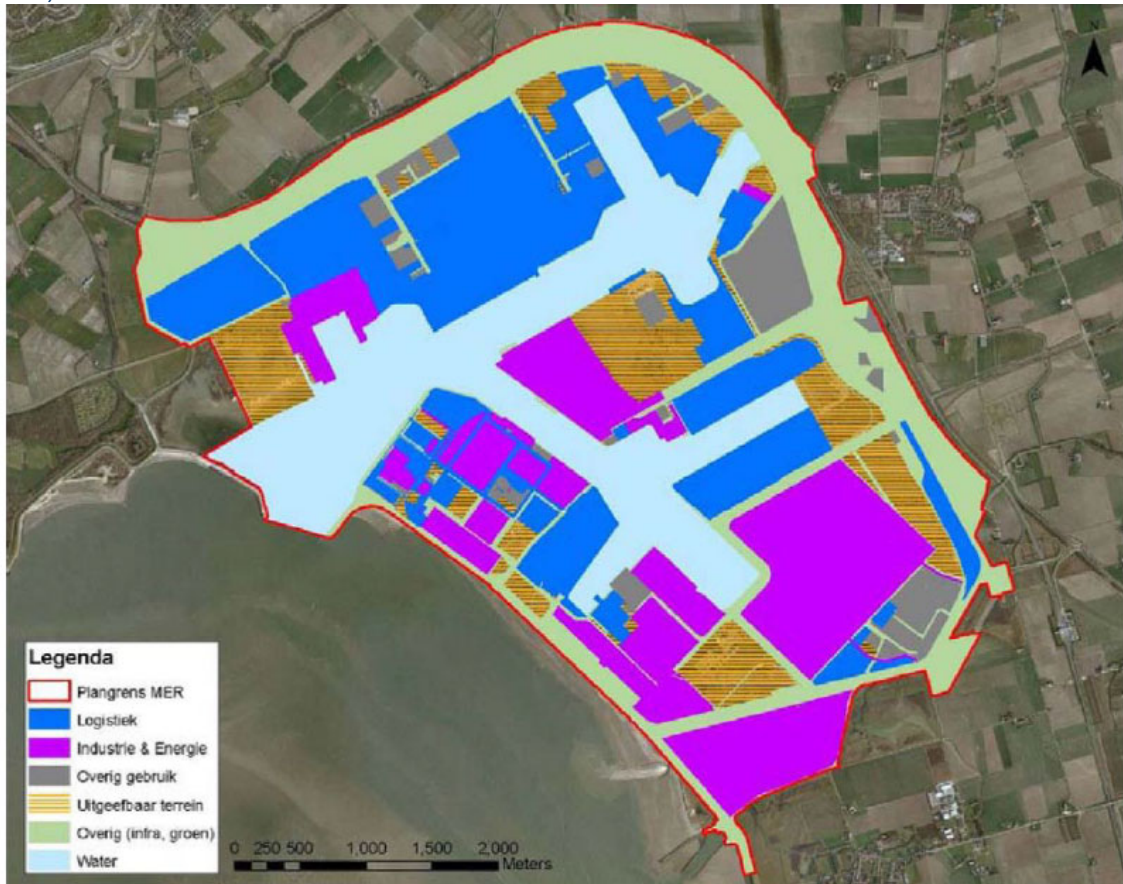 N
Legenda
Plangrens MER
Logistiek
Industrie & Energie
Overig gebruik
Uitgeefbaar terrein
Overig (infra, groen)
Water
0 250 500 1,000 1,500 2,000
Meters